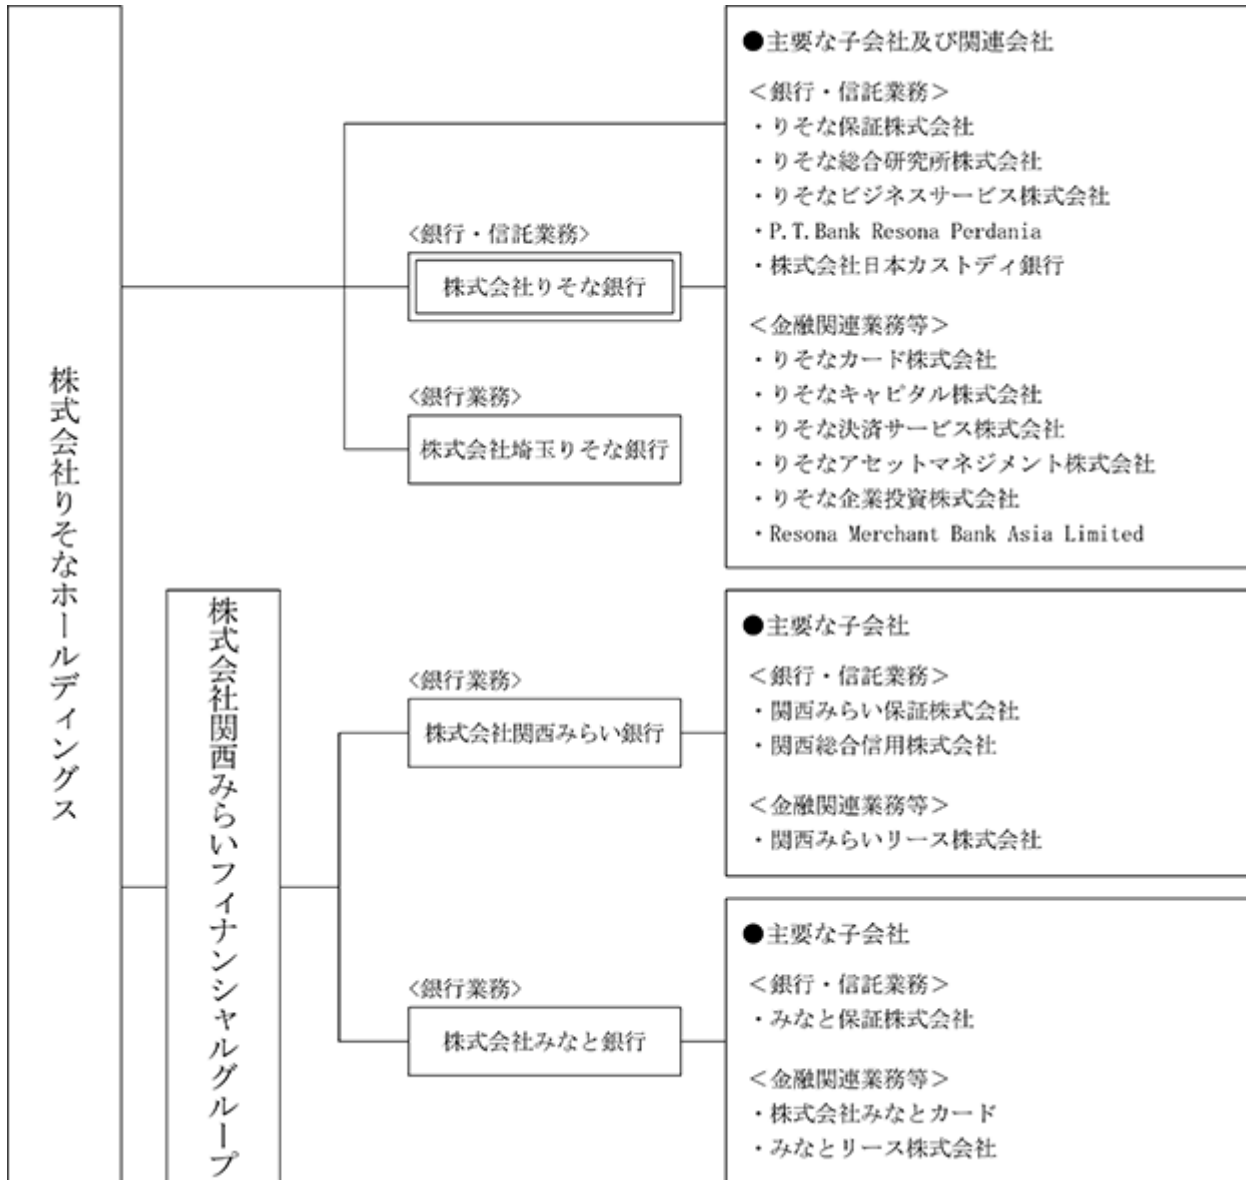 株式会社りそなホールディングス
<銀行・信託業務>
株式会社りそな銀行
<銀行業務>
株式会社埼玉りそな銀行
●主要な子会社及び関連会社
＜銀行・信託業務＞
・りそな保証株式会社
・りそな総合研究所株式会社
・りそなビジネスサービス株式会社
・P.T.Bank Resona Perdania
・株式会社日本カストディ銀行
＜金融関連業務等＞
・りそなカード株式会社
・りそなキャピタル株式会社
・りそな決済サービス株式会社
・りそなアセットマネジメント株式会社
・りそな企業投資株式会社
・Resona Merchant Bank Asia Limited
株式会社関西みらいフィナンシャルグループ
<銀行業務>
株式会社関西みらい銀行
●主要な子会社
＜銀行・信託業務＞
・関西みらい保証株式会社
・関西総合信用株式会社
＜金融関連業務等＞
・関西みらいリース株式会社
<銀行業務>
株式会社みなと銀行
●主要な子会社
＜銀行・信託業務＞
・みなと保証株式会社
＜金融関連業務等＞
・株式会社みなとカード
・みなとリース株式会社